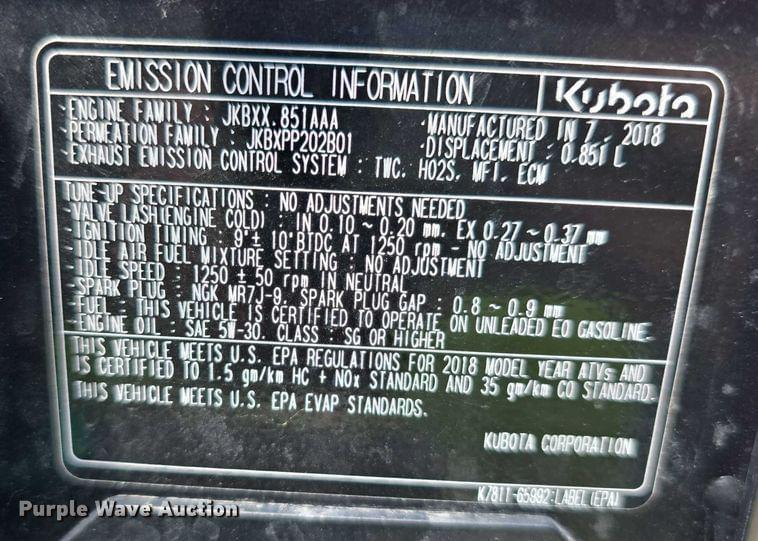 EMISSION CONTROL INFORMATION
Kubota
·ENGINE FAMILY : JKBXX.851AAA
·MANUFACTURED IN 7 - 2018
·PERMEATION FAMILY : JKBXPP202B01
·DISPLACEMENT : 0.851 L
·EXHAUST EMISSION CONTROL SYSTEM : TWC, HO2S, MFI, ECM
TUNE-UP SPECIFICATIONS : NO ADJUSTMENTS NEEDED
·VALVE LASH(ENGINE COLD) : IN 0.10 ~ 0.20 mm. EX 0.27 ~ 0.37 mm
·IGNITION TIMING : 9°± 10°BTDC AT 1250 rpm - NO ADJUSTMENT
·IDLE AIR FUEL MIXTURE SETTING : NO ADJUSTMENT
·IDLE SPEED : 1250 ± 50 rpm IN NEUTRAL
·SPARK PLUG : NGK MR7J-9. SPARK PLUG GAP : 0.8 ~ 0.9 mm
·FUEL : THIS VEHICLE IS CERTIFIED TO OPERATE ON UNLEADED E0 GASOLINE.
·ENGINE OIL : SAE 5W-30. CLASS : SG OR HIGHER
THIS VEHICLE MEETS U.S. EPA REGULATIONS FOR 2018 MODEL YEAR ATVs AND
IS CERTIFIED TO 1.5 gm/km HC + NOx STANDARD AND 35 gm/km CO STANDARD.
THIS VEHICLE MEETS U.S. EPA EVAP STANDARDS.
KUBOTA CORPORATION
K7811-65992:LABEL(EPA)
Purple Wave Auction